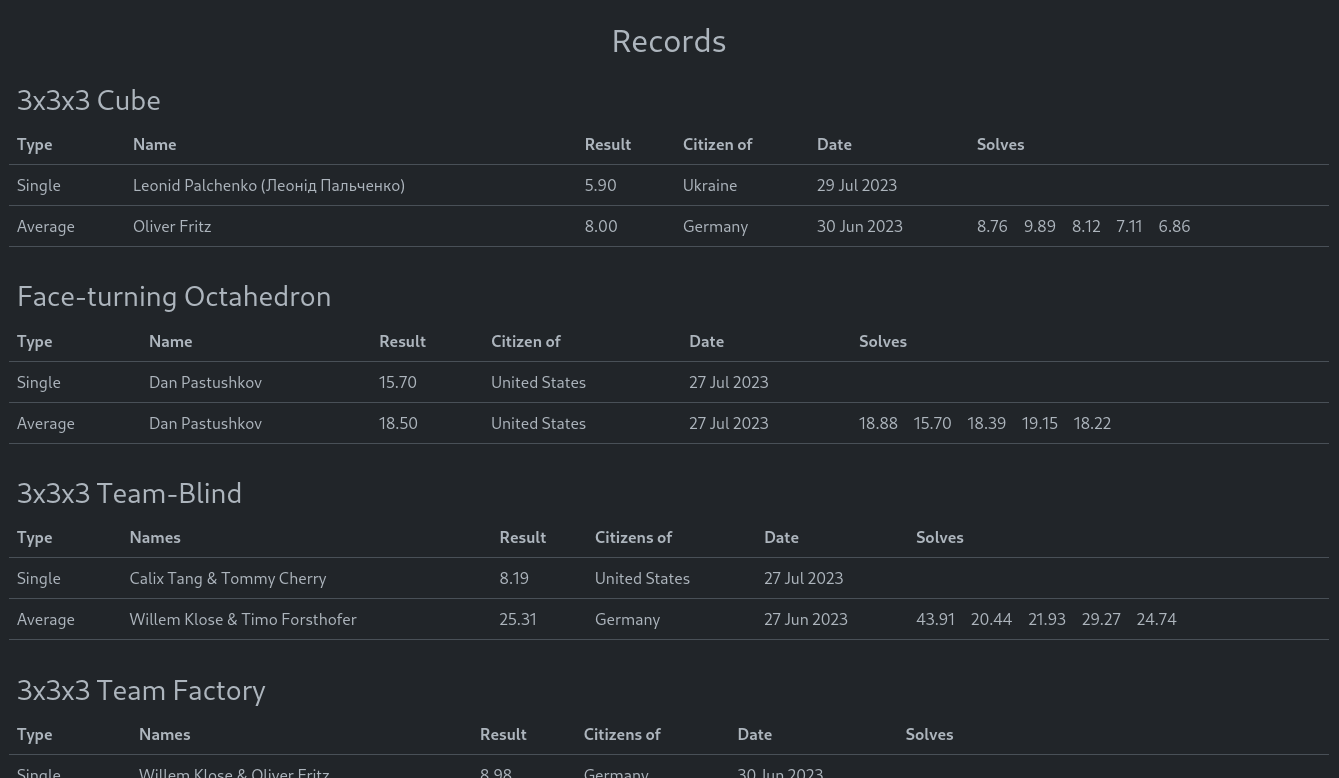 Records
3x3x3 Cube
Type Name Result Citizen of Date Solves
Single Leonid Palchenko (Леонід Пальченко) 5.90 Ukraine 29 Jul 2023
Average Oliver Fritz 8.00 Germany 30 Jun 2023 8.76 9.89 8.12 7.11 6.86
Face-turning Octahedron
Type Name Result Citizen of Date Solves
Single Dan Pastushkov 15.70 United States 27 Jul 2023
Average Dan Pastushkov 18.50 United States 27 Jul 2023 18.88 15.70 18.39 19.15 18.22
3x3x3 Team-Blind
Type Names Result Citizens of Date Solves
Single Calix Tang & Tommy Cherry 8.19 United States 27 Jul 2023
Average Willem Klose & Timo Forsthofer 25.31 Germany 27 Jun 2023 43.91 20.44 21.93 29.27 24.74
3x3x3 Team Factory
Type Names Result Citizens of Date Solves
Single Willem Klose & Oliver Fritz 8.98 Germany 30 Jun 2023